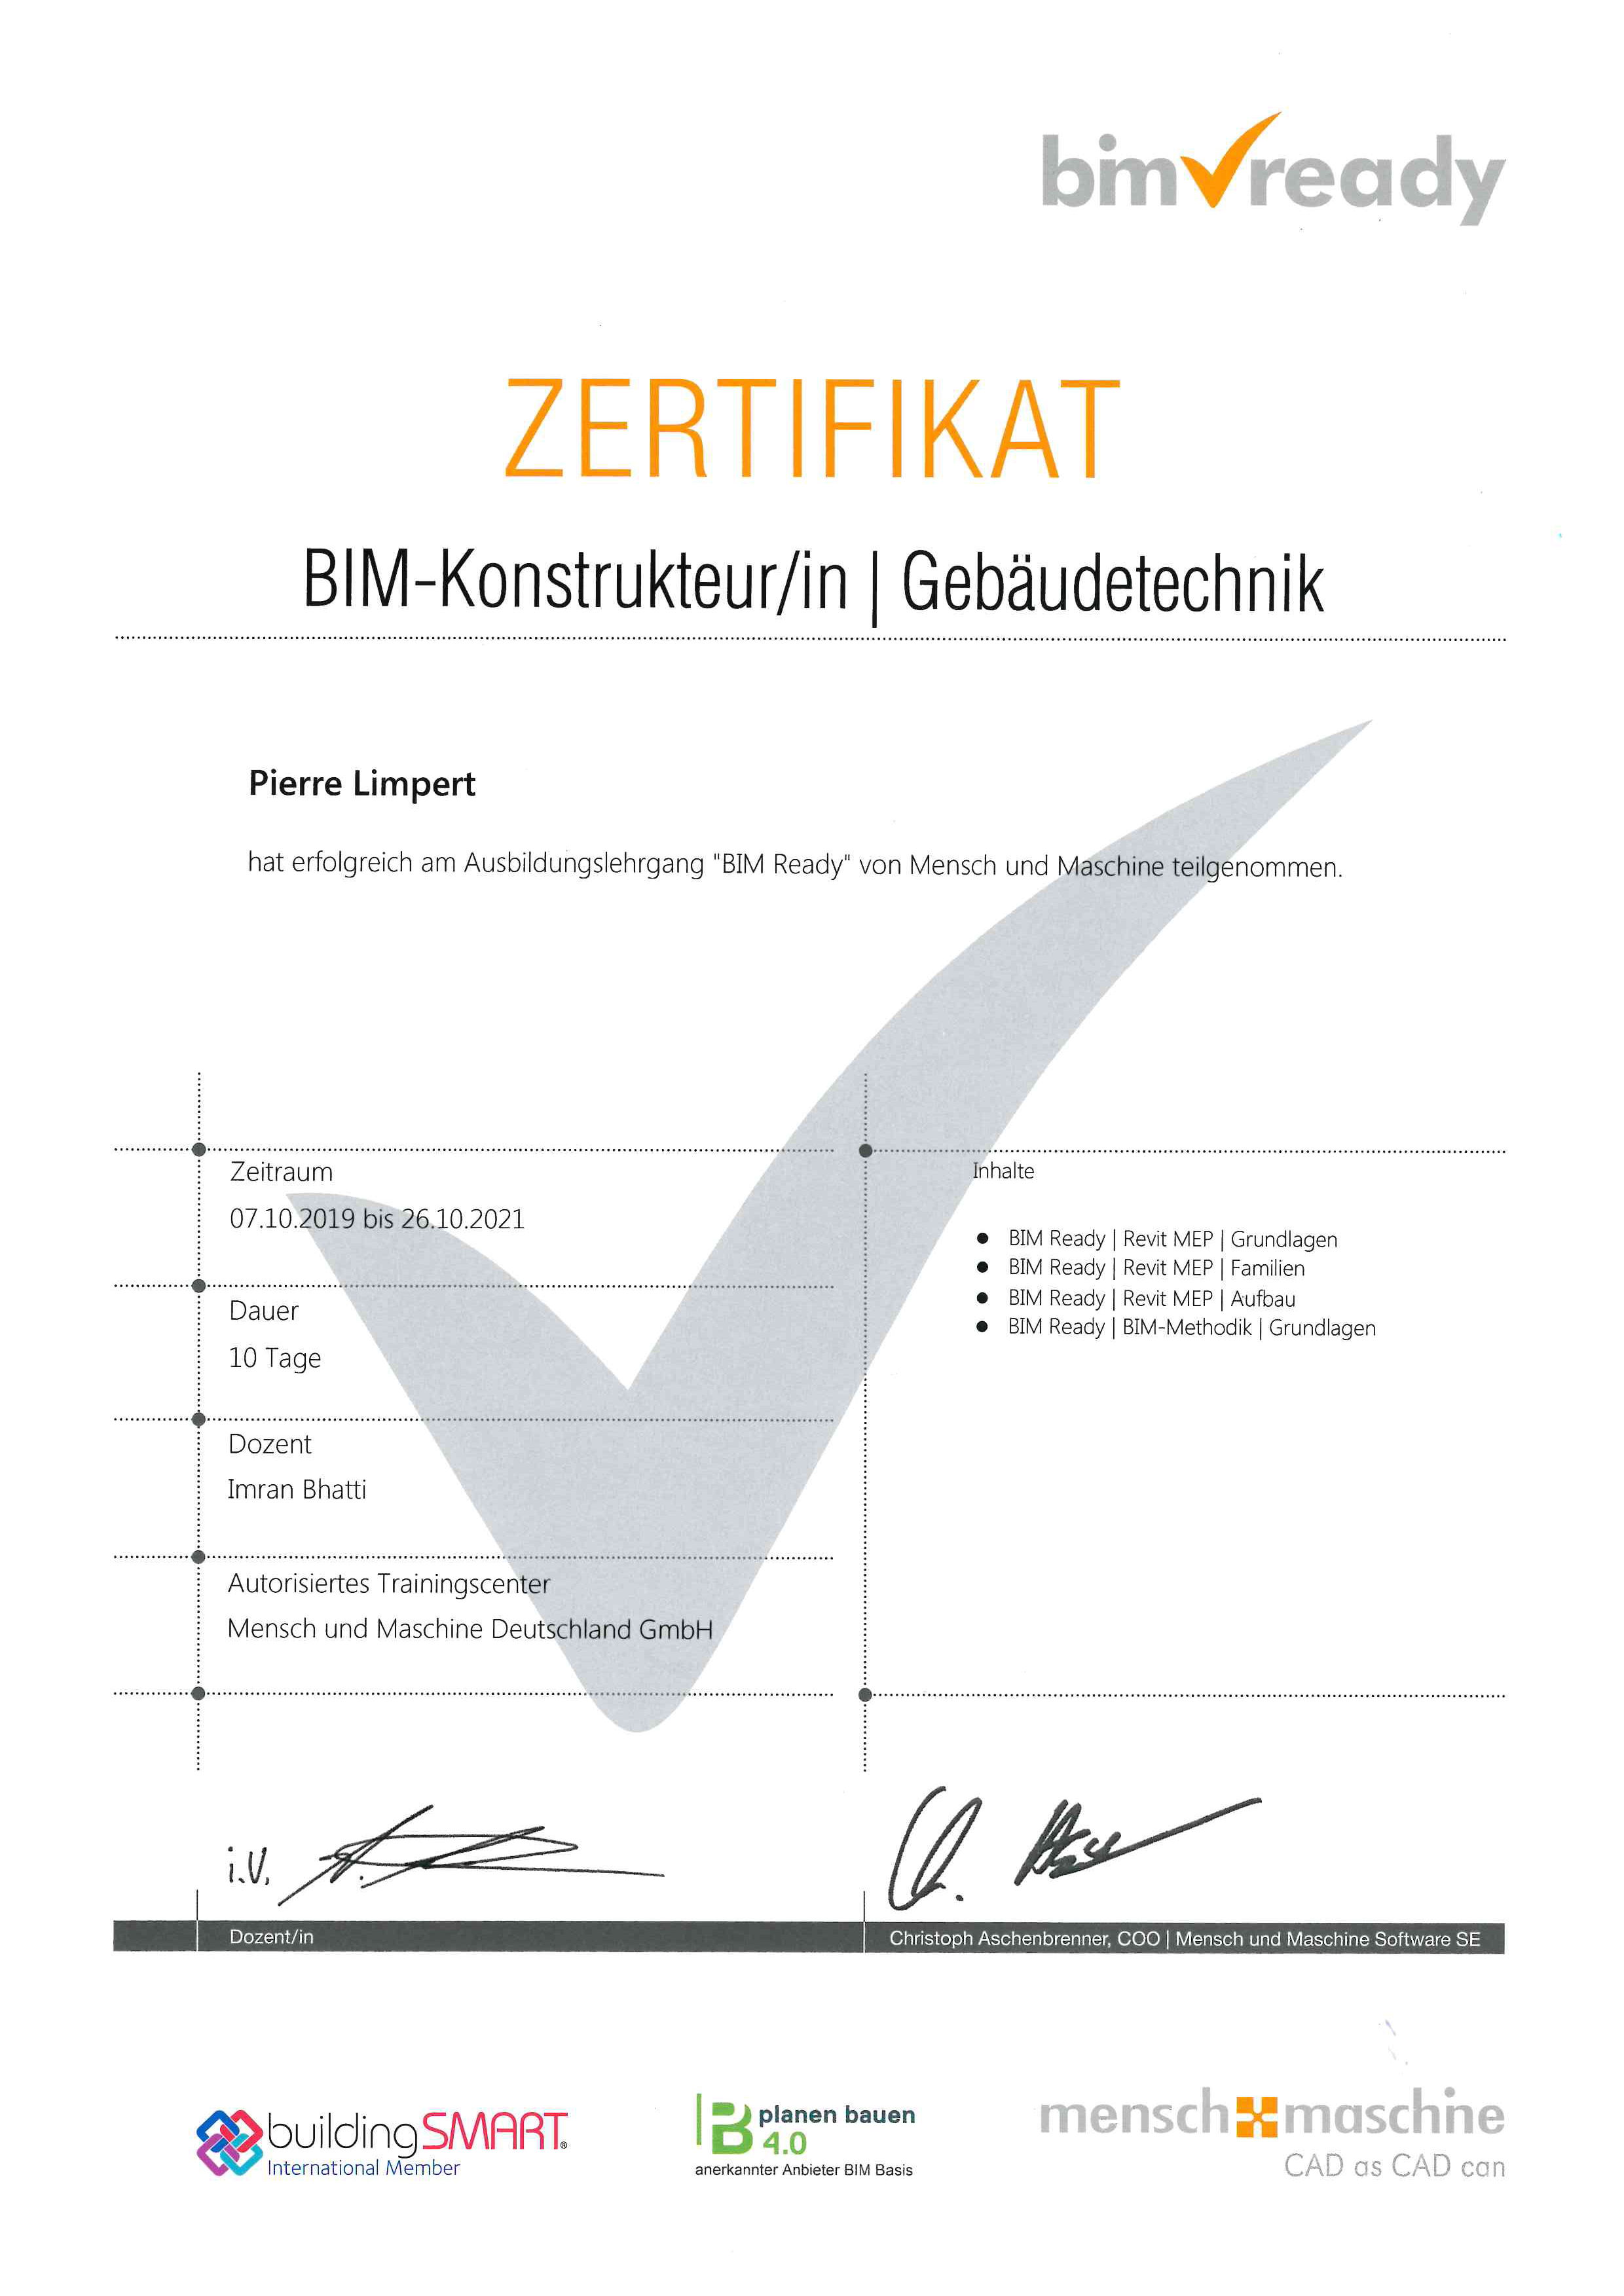 bim ready
ZERTIFIKAT
BIM-Konstrukteur/in | Gebäudetechnik
Pierre Limpert
hat erfolgreich am Ausbildungslehrgang "BIM Ready" von Mensch und Maschine teilgenommen.
Zeitraum
07.10.2019 bis 26.10.2021
Dauer
10 Tage
Dozent
Imran Bhatti
Autorisiertes Trainingscenter
Mensch und Maschine Deutschland GmbH
Inhalte
● BIM Ready | Revit MEP | Grundlagen
● BIM Ready | Revit MEP | Familien
● BIM Ready | Revit MEP | Aufbau
● BIM Ready | BIM-Methodik | Grundlagen
i.V.
Dozent/in
Christoph Aschenbrenner, COO | Mensch und Maschine Software SE
buildingSMART®
International Member
planen bauen
4.0
anerkannter Anbieter BIM Basis
mensch maschine
CAD as CAD can